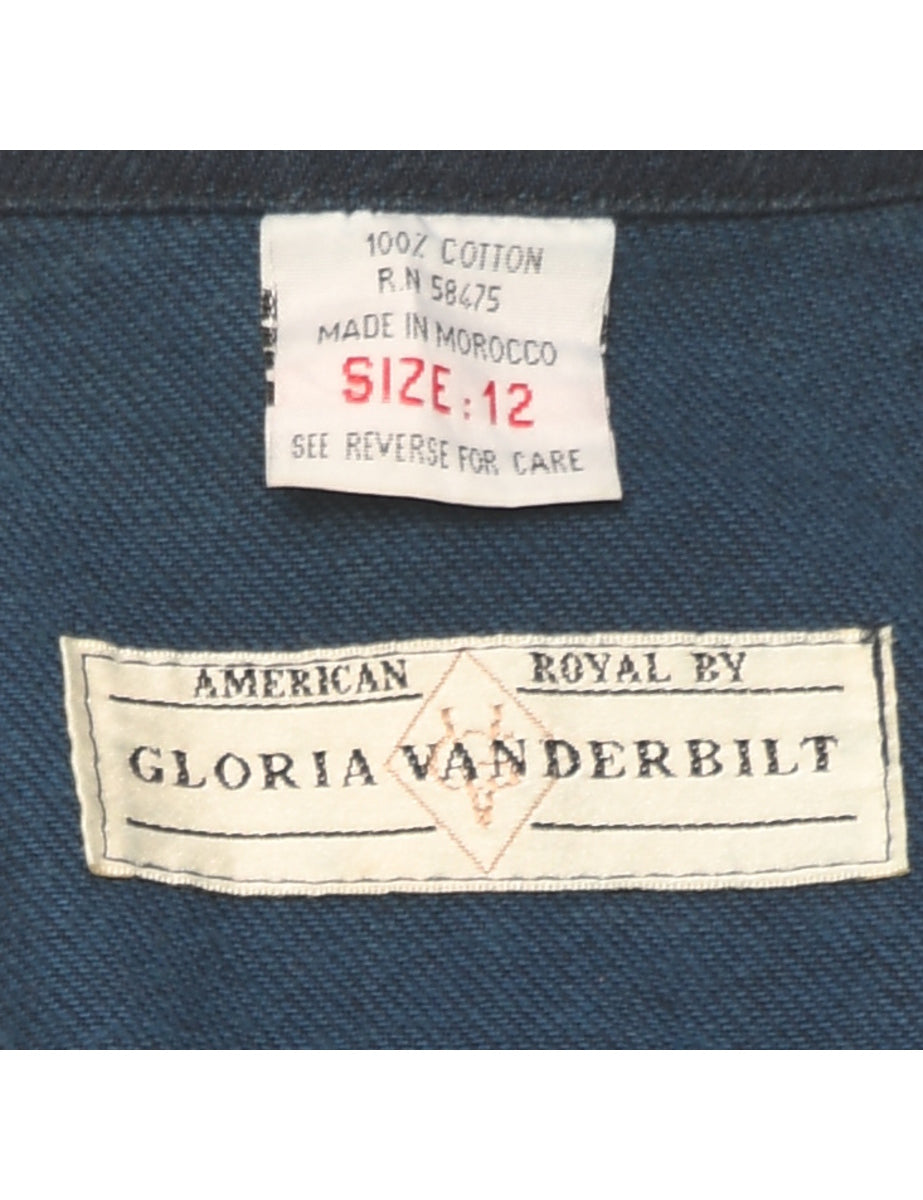 100% COTTON
R.N 58475
MADE IN MOROCCO
SIZE: 12
SEE REVERSE FOR CARE
AMERICAN ROYAL BY
GLORIA VANDERBILT